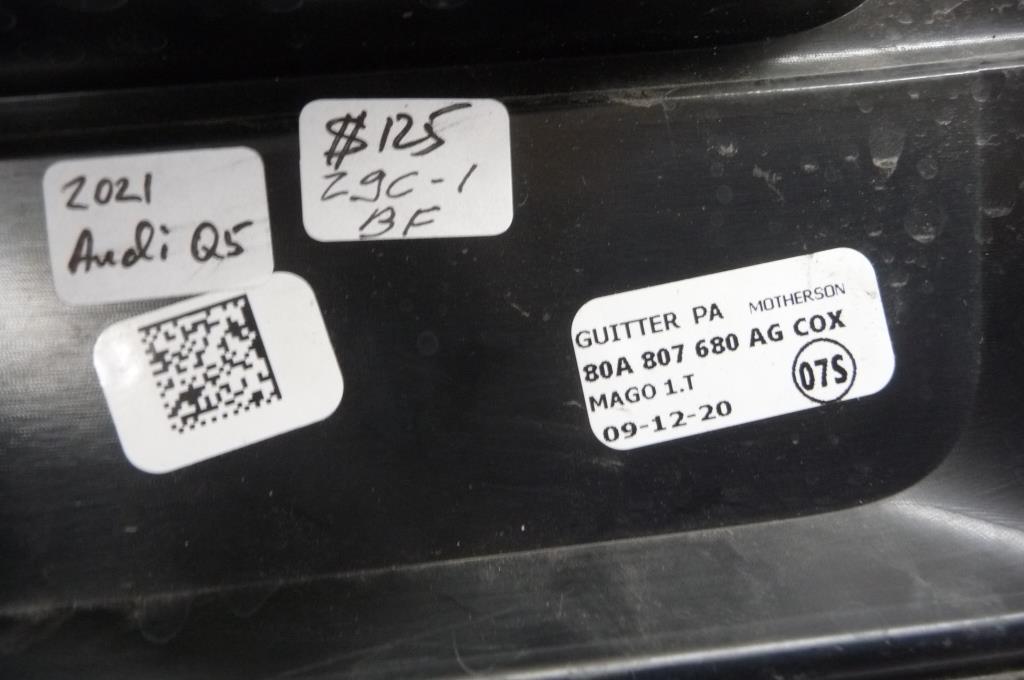 2021
Audi Q5
$125
29C-1
BF
GUITTER PA MOTHERSON
80A 807 680 AG COX
MAGO 1.T
07S
09-12-20